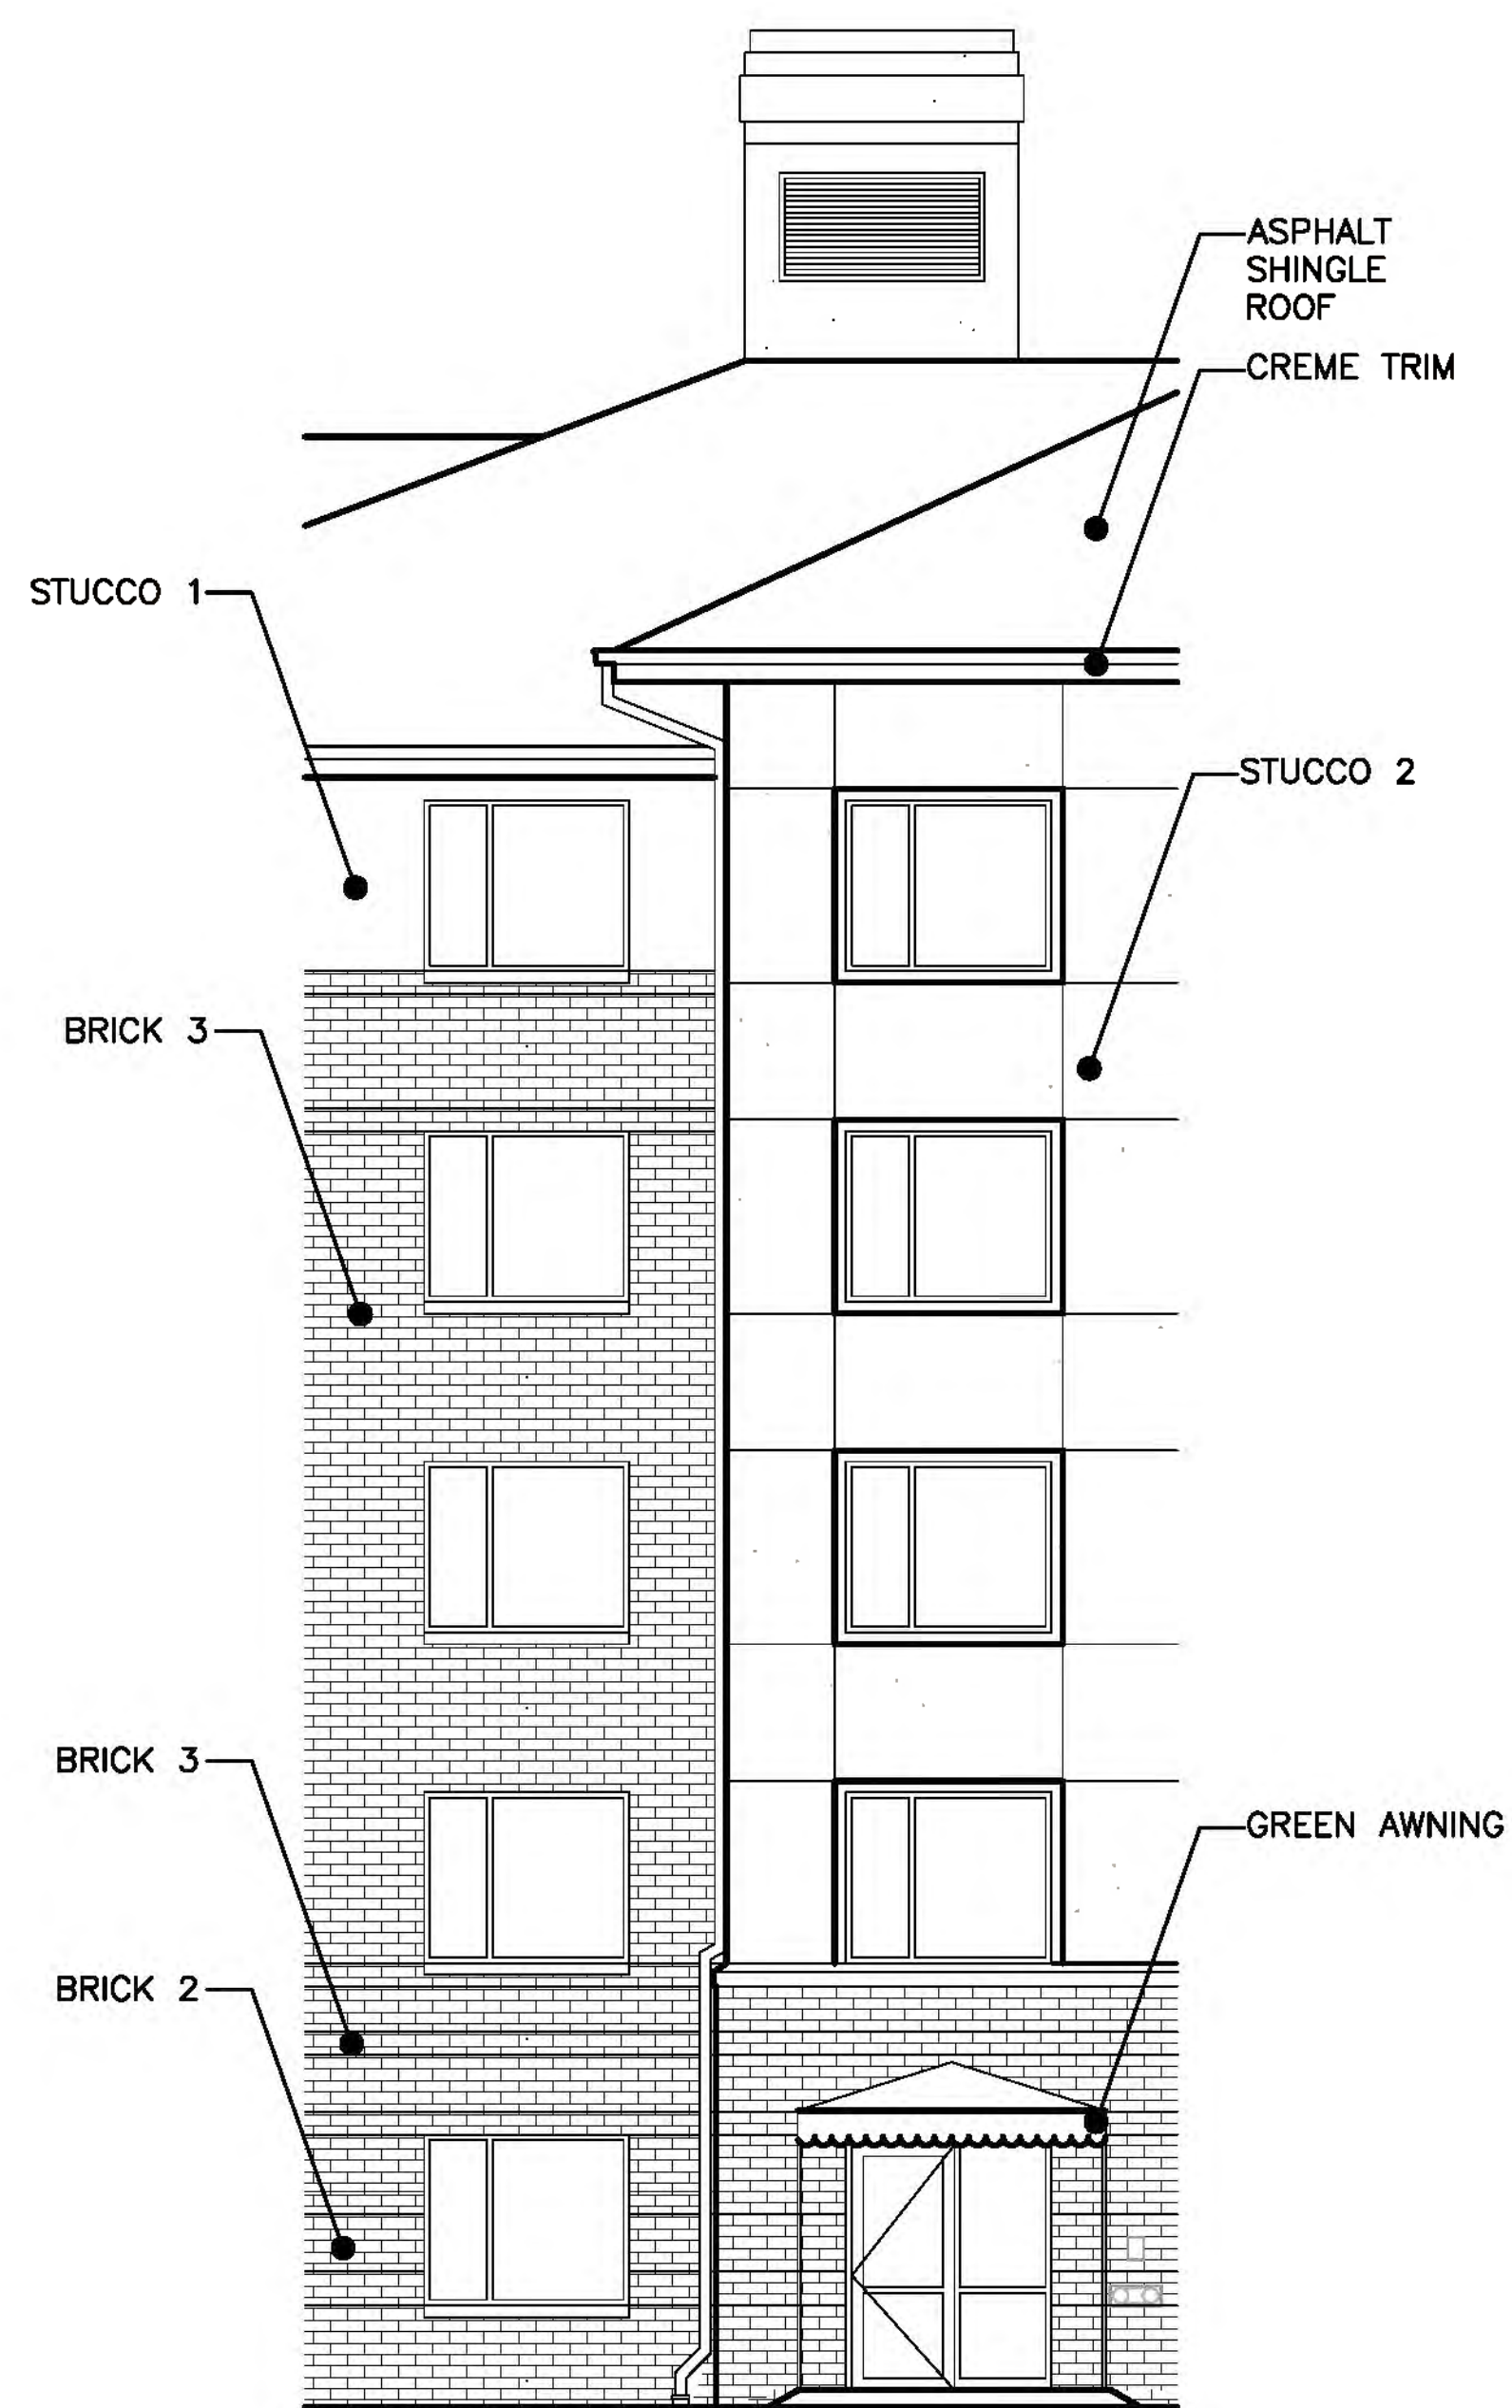 ASPHALT
SHINGLE
ROOF
CREME TRIM
STUCCO 1
STUCCO 2
BRICK 3
BRICK 3
GREEN AWNING
BRICK 2